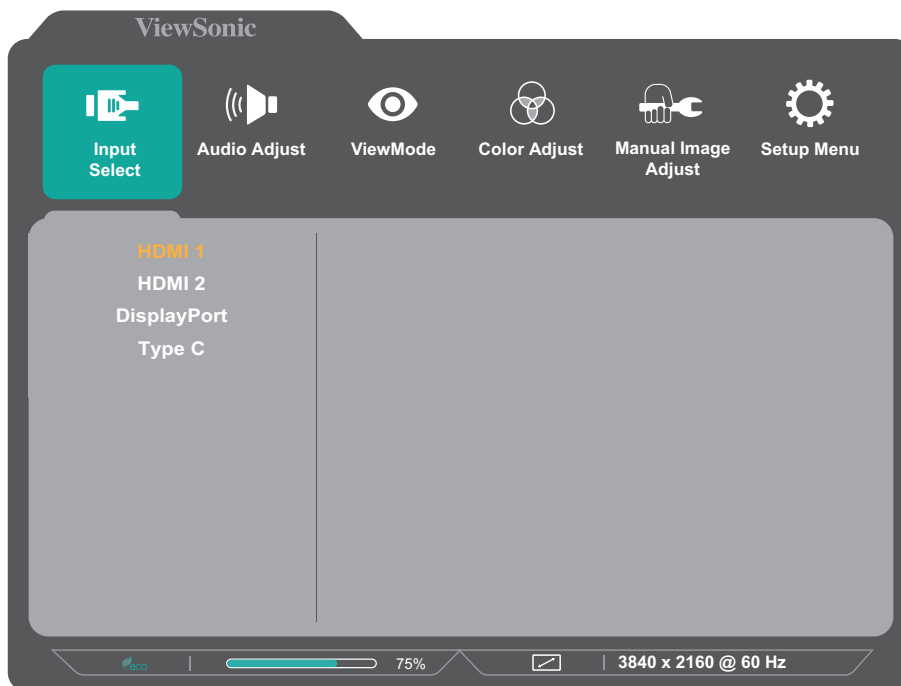 ViewSonic
Input
Select
Audio Adjust
ViewMode
Color Adjust
Manual Image
Adjust
Setup Menu
HDMI 1
HDMI 2
DisplayPort
Type C
eco
75%
3840 x 2160 @ 60 Hz